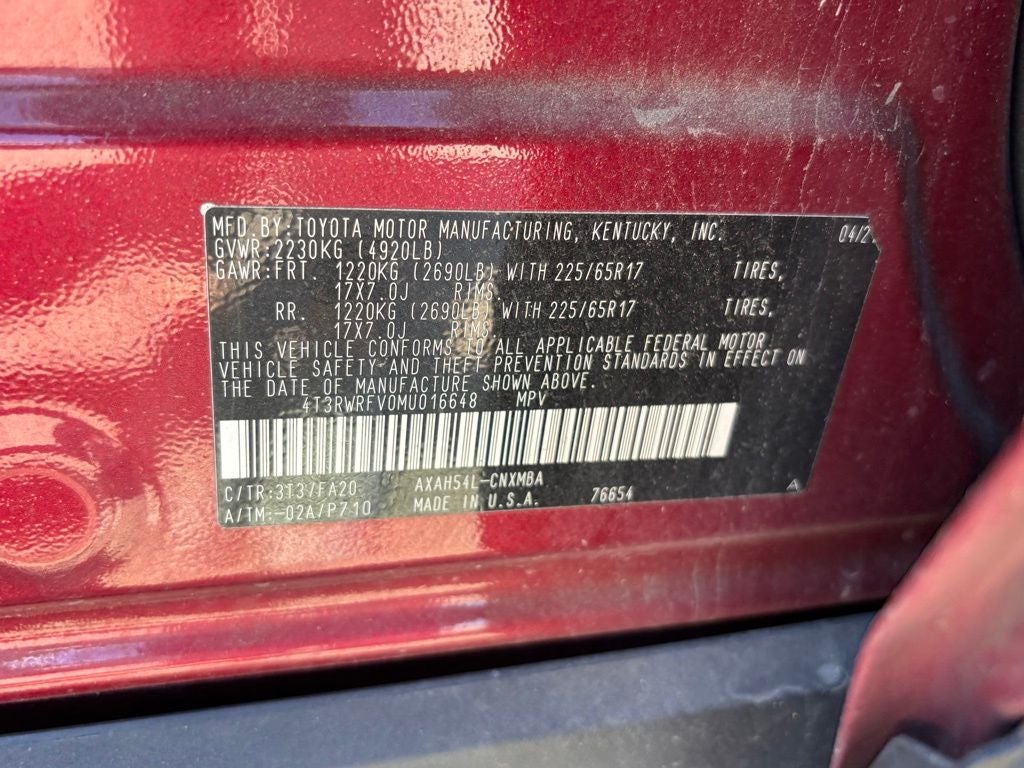 MFD.BY:TOYOTA MOTOR MANUFACTURING, KENTUCKY, INC. 04/2
GVWR:2230KG (4920LB)
GAWR:FRT. 1220KG (2690LB) WITH 225/65R17 TIRES,
17X7.0J RIMS.
RR. 1220KG (2690LB) WITH 225/65R17 TIRES,
17X7.0J RIMS
THIS VEHICLE CONFORMS TO ALL APPLICABLE FEDERAL MOTOR
VEHICLE SAFETY AND THEFT PREVENTION STANDARDS IN EFFECT ON
THE DATE OF MANUFACTURE SHOWN ABOVE.
4T3RWRFV0MU016648 MPV
C/TR:3T3/FA20 AXAH54L-CNXMBA
A/TM:-02A/P710 MADE IN U.S.A. 76654 A